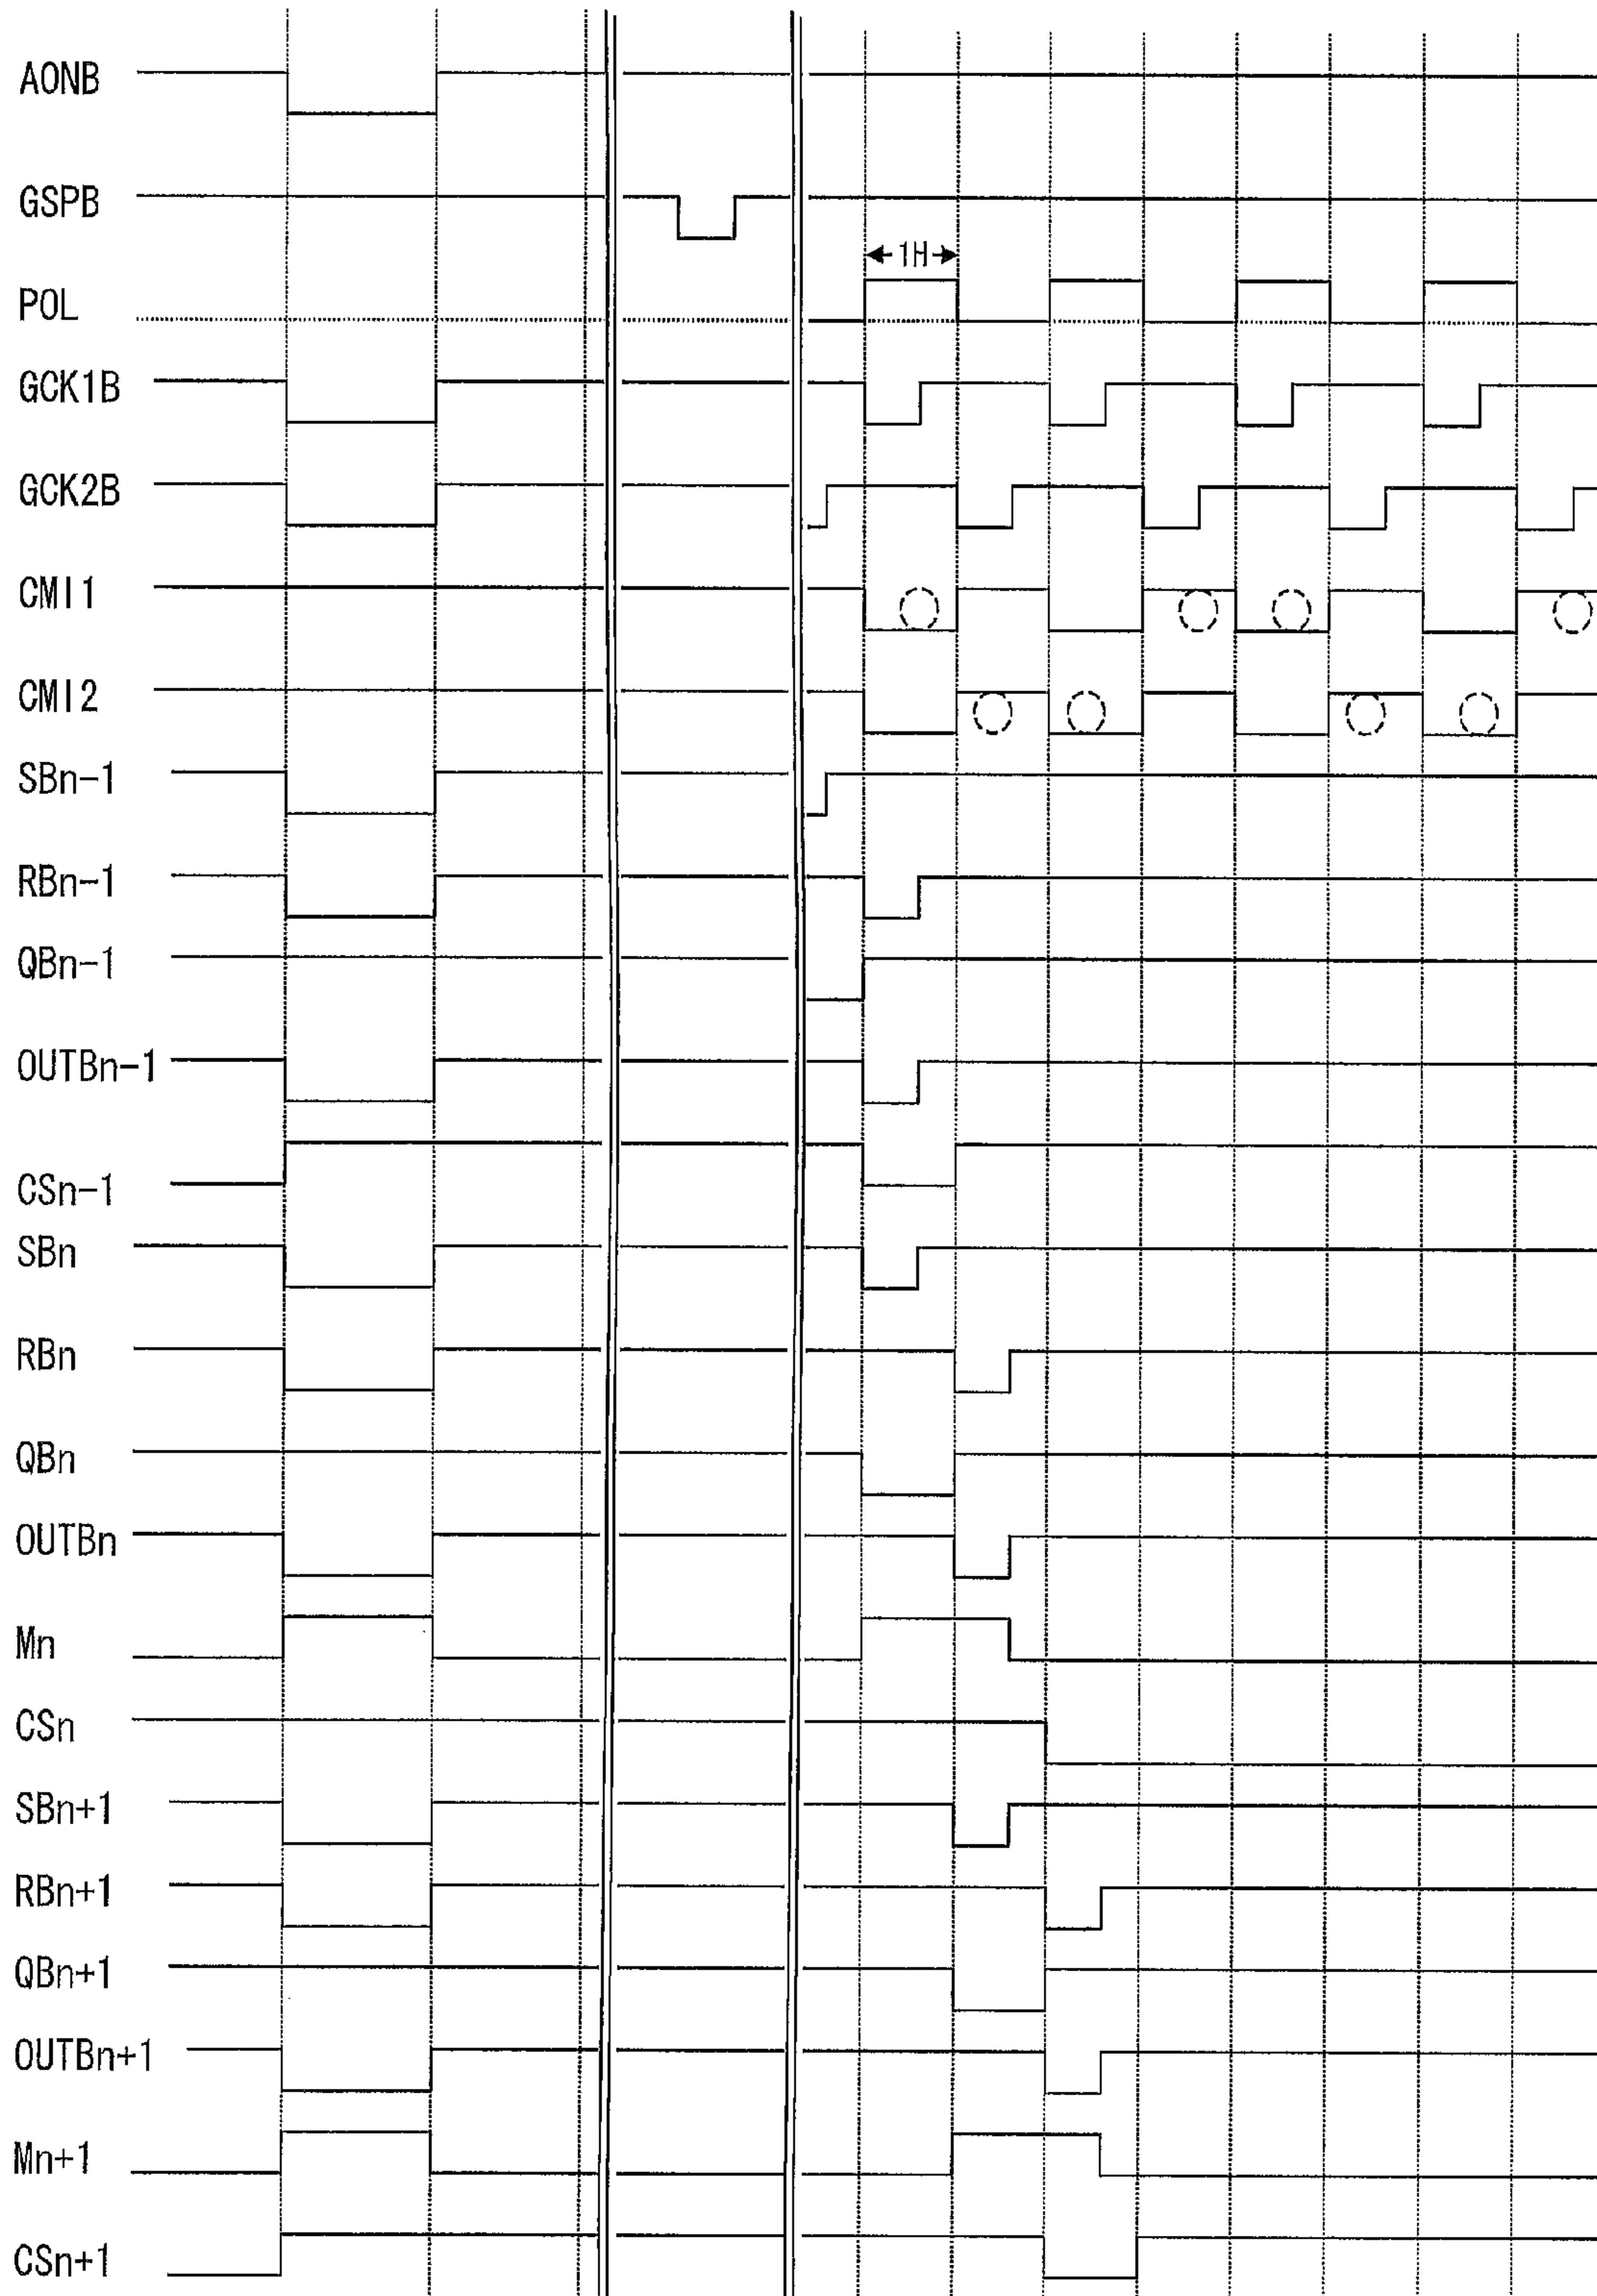 AONB
GSPB
1H
POL
GCK1B
GCK2B
CMI1
CMI2
SBn-1
RBn-1
QBn-1
OUTBn-1
CSn-1
SBn
RBn
QBn
OUTBn
Mn
CSn
SBn+1
RBn+1
QBn+1
OUTBn+1
Mn+1
CSn+1